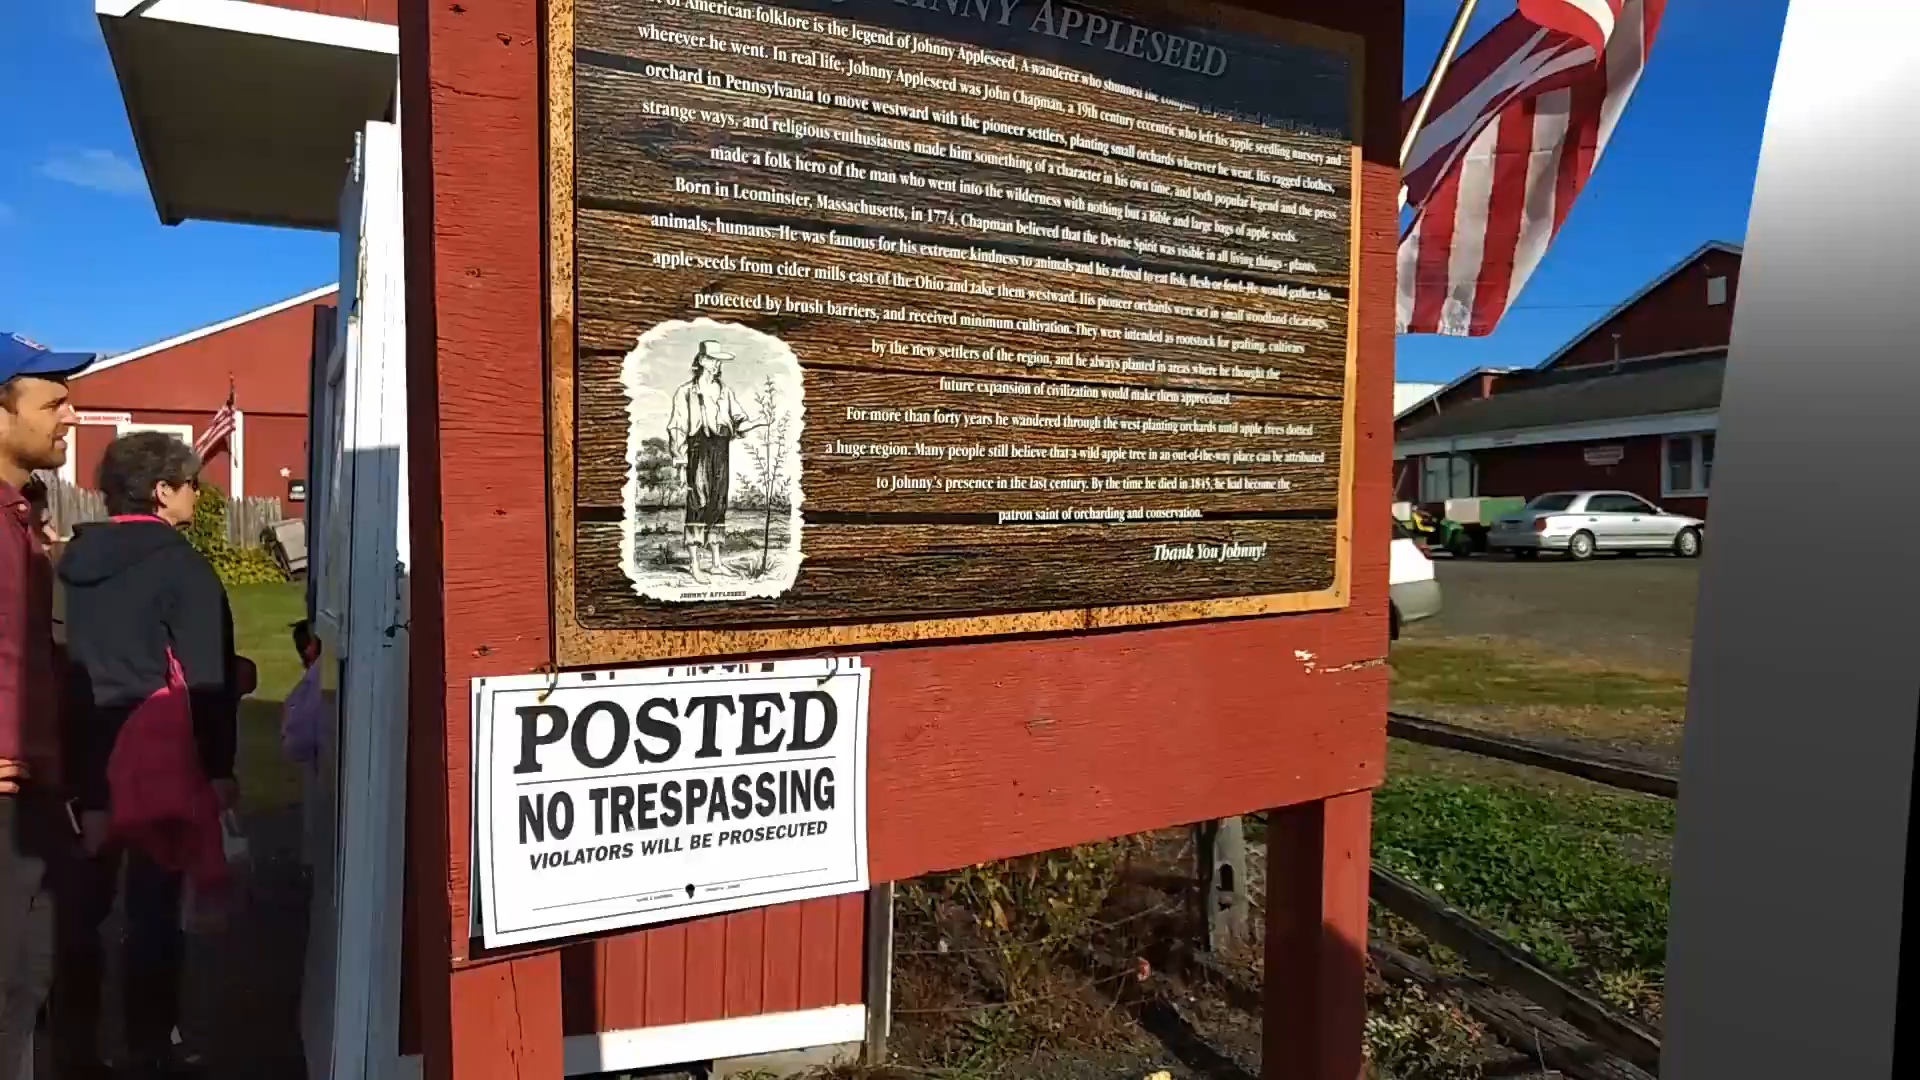 NNY APPLESEED
of American folklore is the legend of Johnny Appleseed, A wanderer who shunned the company of people and planted apple seeds
wherever he went. In real life, Johnny Appleseed was John Chapman, a 19th century eccentric who left his apple seedling nursery and
orchard in Pennsylvania to move westward with the pioneer settlers, planting small orchards wherever he went. His ragged clothes,
strange ways, and religious enthusiasms made him something of a character in his own time, and both popular legend and the press
made a folk hero of the man who went into the wilderness with nothing but a Bible and large bags of apple seeds.
Born in Leominster, Massachusetts, in 1774, Chapman believed that the Devine Spirit was visible in all living things - plants,
animals, humans. He was famous for his extreme kindness to animals and his refusal to eat fish, flesh or fowl. He would gather his
apple seeds from cider mills east of the Ohio and take them westward. His pioneer orchards were set in small woodland clearings,
protected by brush barriers, and received minimum cultivation. They were intended as rootstock for grafting, cultivars
by the new settlers of the region, and he always planted in areas where he thought the
future expansion of civilization would make them appreciated.
For more than forty years he wandered through the west planting orchards until apple trees dotted
a huge region. Many people still believe that a wild apple tree in an out-of-the-way place can be attributed
to Johnny's presence in the last century. By the time he died in 1845, he had become the
patron saint of orcharding and conservation.
Thank You Johnny!
JOHNNY APPLESEED
POSTED
NO TRESPASSING
VIOLATORS WILL BE PROSECUTED